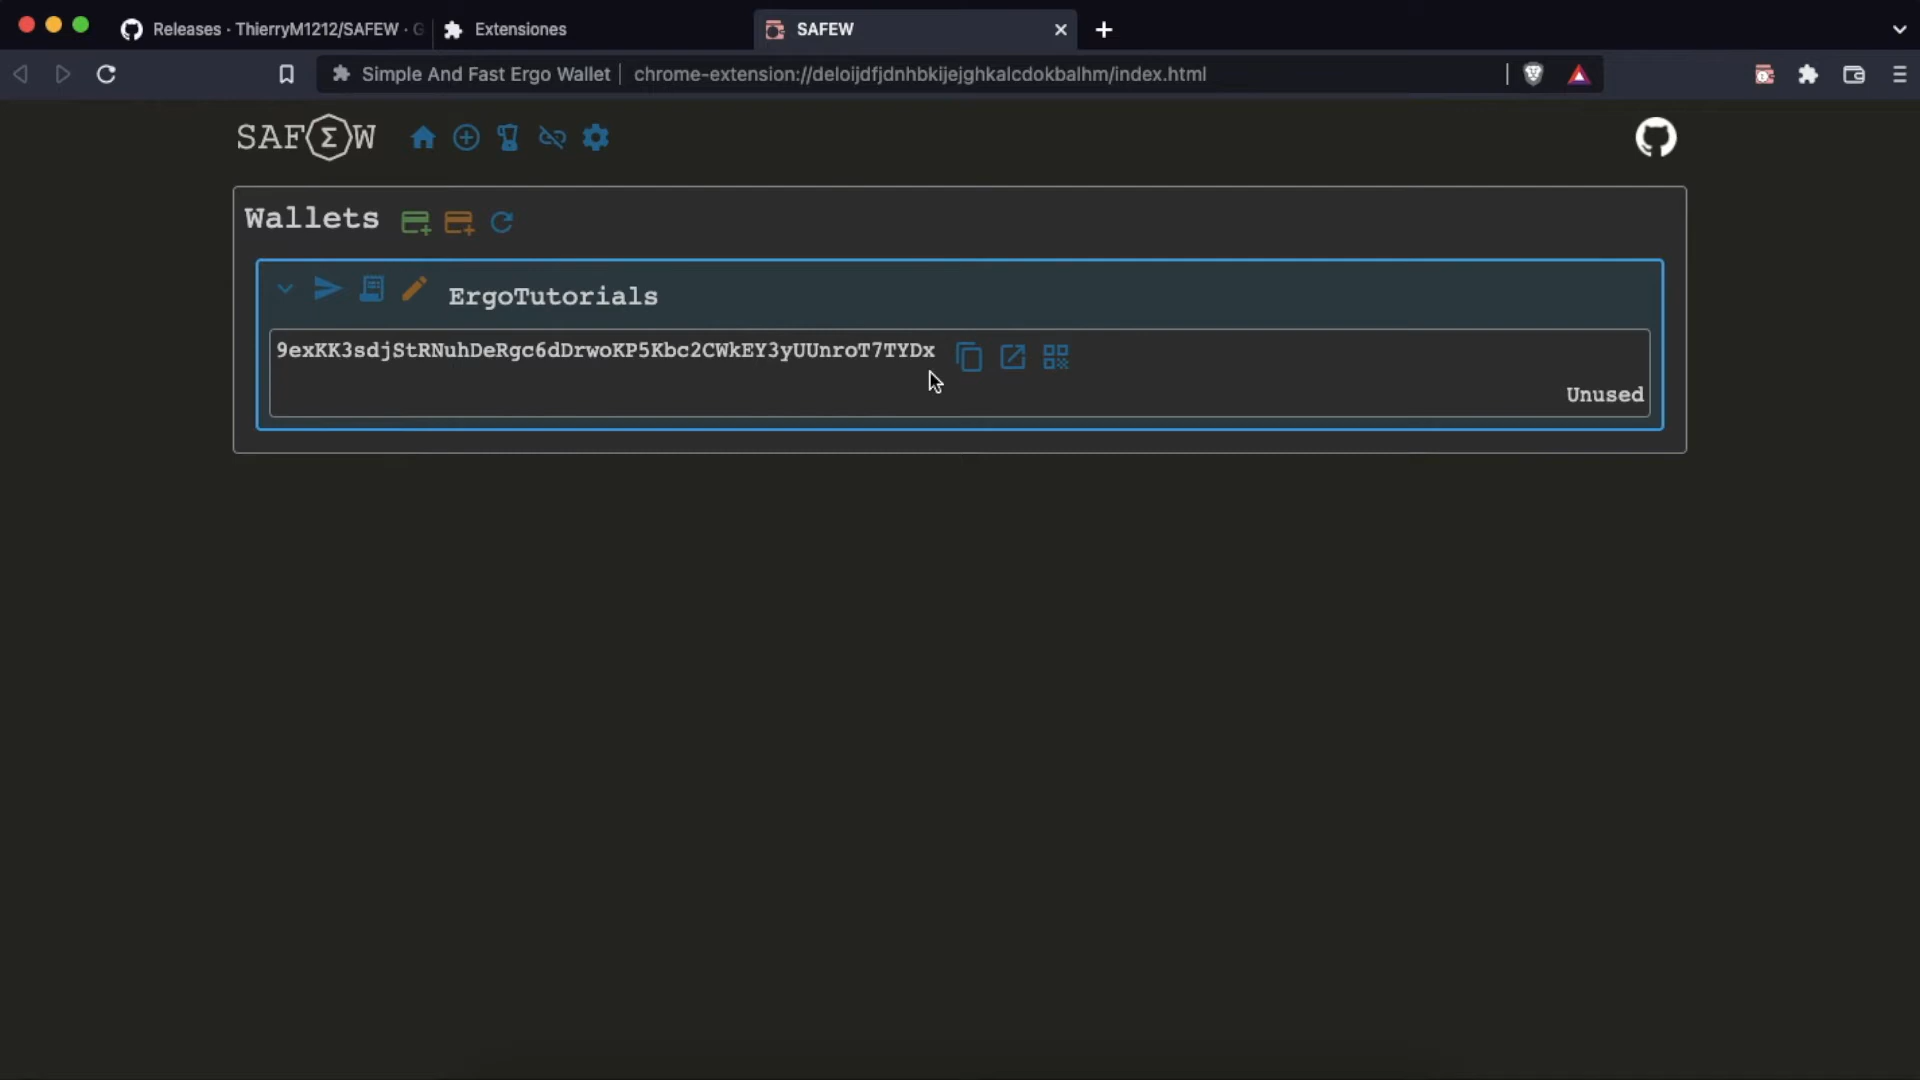 Releases · ThierryM1212/SAFEW · G
Extensiones
SAFEW
Simple And Fast Ergo Wallet
chrome-extension://deloijdfjdnhbkijejghkalcdokbalhm/index.html
SAFΣW
Wallets
ErgoTutorials
9exKK3sdjStRNuhDeRgc6dDrwoKP5Kbc2CWkEY3yUUnroT7TYDx
Unused